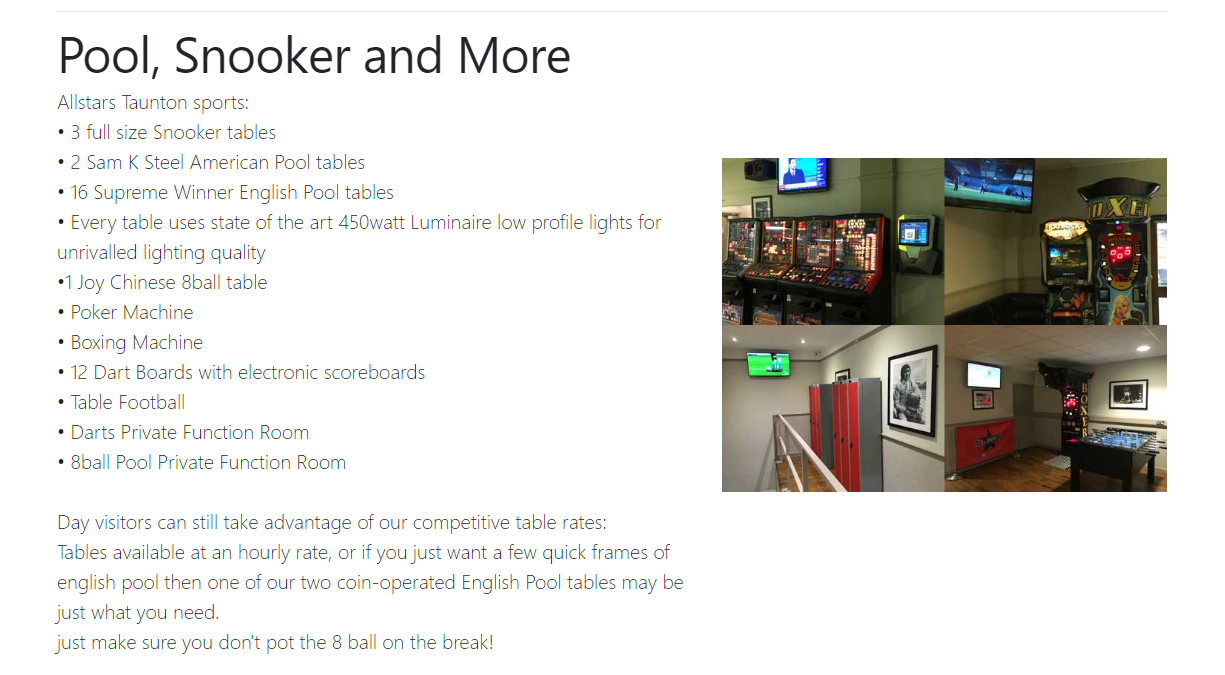 Pool, Snooker and More
Allstars Taunton sports:
• 3 full size Snooker tables
• 2 Sam K Steel American Pool tables
• 16 Supreme Winner English Pool tables
• Every table uses state of the art 450watt Luminaire low profile lights for
unrivalled lighting quality
•1 Joy Chinese 8ball table
• Poker Machine
• Boxing Machine
• 12 Dart Boards with electronic scoreboards
• Table Football
• Darts Private Function Room
• 8ball Pool Private Function Room
Day visitors can still take advantage of our competitive table rates:
Tables available at an hourly rate, or if you just want a few quick frames of
english pool then one of our two coin-operated English Pool tables may be
just what you need.
just make sure you don't pot the 8 ball on the break!
BOXER